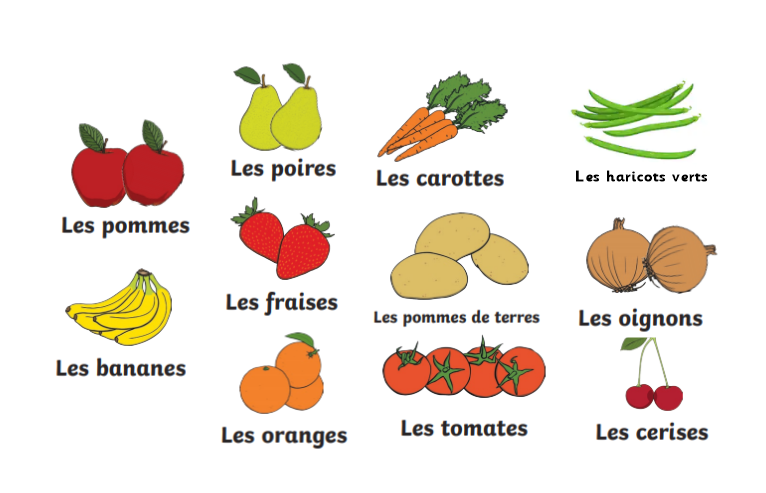 Les poires
Les carottes
Les haricots verts
Les pommes
Les fraises
Les pommes de terres
Les oignons
Les bananes
Les oranges
Les tomates
Les cerises